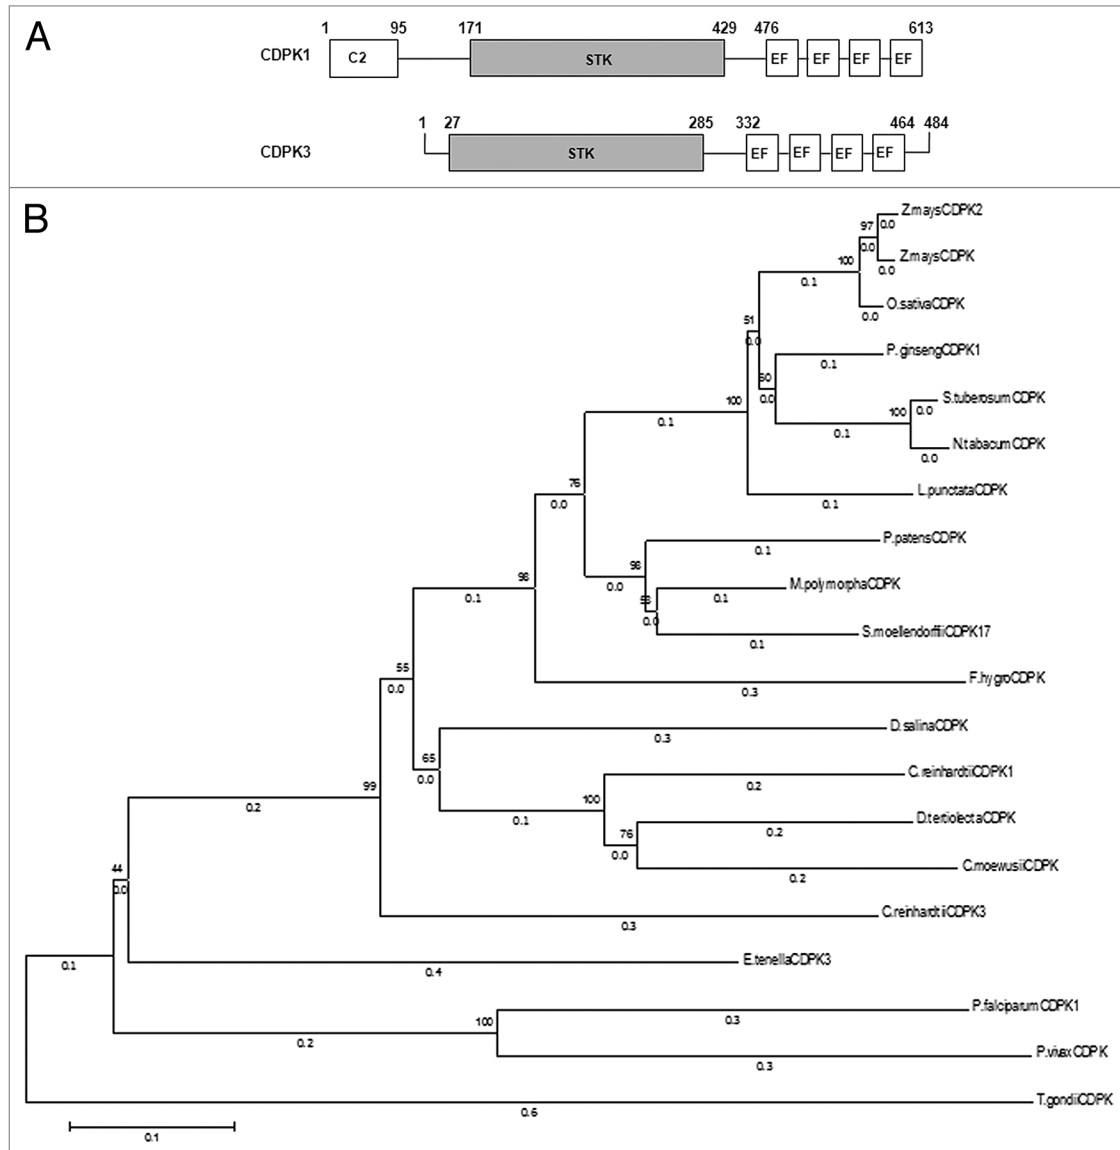 A
1 95 171 429 476 613
CDPK1 C2 STK EF EF EF EF
1 27 285 332 464 484
CDPK3 STK EF EF EF EF
B
Z.maysCDPK2
97 0.0
0.0
Z.maysCDPK
100 0.0
0.1
O.sativaCDPK
0.0
51
0.0
P.ginsengCDPK1
0.1
60
0.0
S.tuberosumCDPK
100 0.0
0.1
N.tabacumCDPK
0.0
100
0.1
L.punctataCDPK
0.1
76
0.0
P.patensCDPK
0.1
98
0.0
M.polymorphaCDPK
0.1
0.0
S.moellendorffiiCDPK17
0.1
98
0.1
F.hygroCDPK
0.3
55
0.0
D.salinaCDPK
0.3
65
0.0
C.reinhardtiiCDPK1
0.2
100
0.1
D.tertiolectaCDPK
0.2
76
0.0
C.moewusiiCDPK
0.2
99
0.2
C.reinhardtiiCDPK3
0.3
44
0.0
E.tenellaCDPK3
0.4
0.1
P.falciparumCDPK1
0.3
100
0.2
P.vivaxCDPK
0.3
T.gondiiCDPK
0.6
0.1